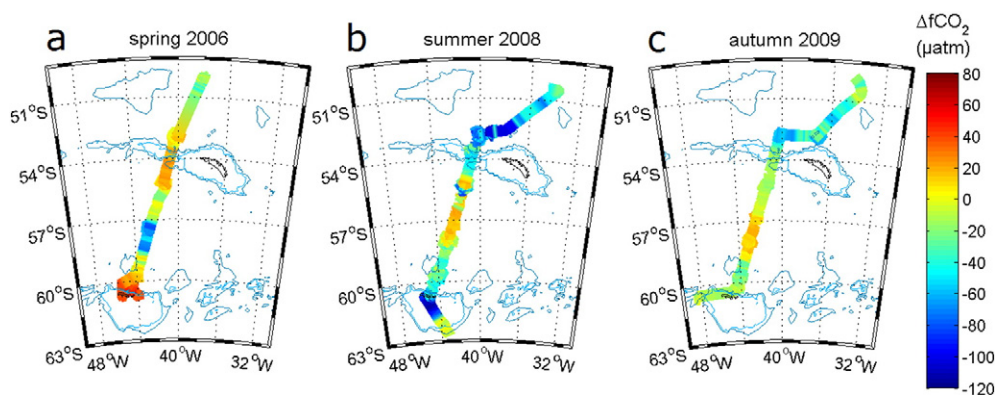 a
spring 2006
51°S
54°S
57°S
60°S
63°S
48°W
40°W
32°W
b
summer 2008
51°S
54°S
57°S
60°S
63°S
48°W
40°W
32°W
c
autumn 2009
51°S
54°S
57°S
60°S
63°S
48°W
40°W
32°W
ΔfCO₂
(µatm)
80
60
40
20
0
-20
-40
-60
-80
-100
-120